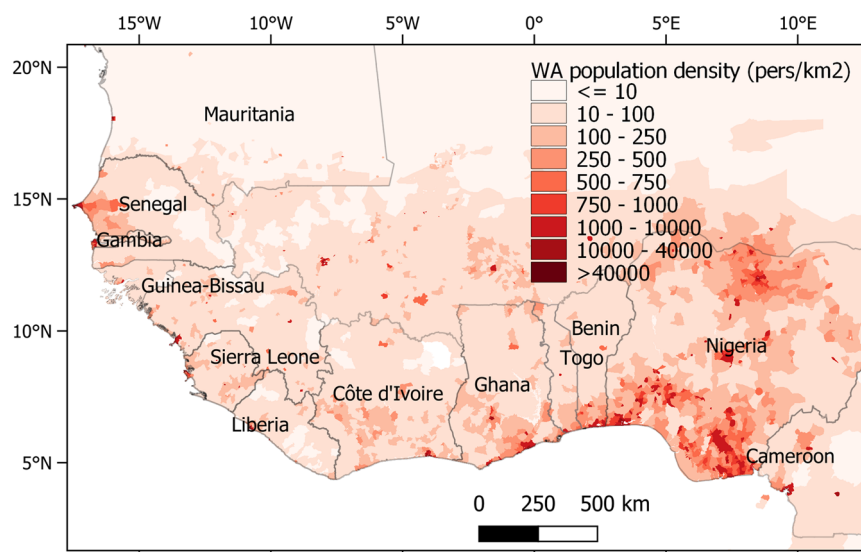 15°W 10°W 5°W 0° 5°E 10°E
20°N
WA population density (pers/km2)
<= 10
10 - 100
100 - 250
250 - 500
500 - 750
750 - 1000
1000 - 10000
10000 - 40000
>40000
Mauritania
15°N
Senegal
Gambia
Guinea-Bissau
10°N
Benin
Nigeria
Sierra Leone
Togo
Côte d'Ivoire
Ghana
Liberia
5°N
Cameroon
0 250 500 km